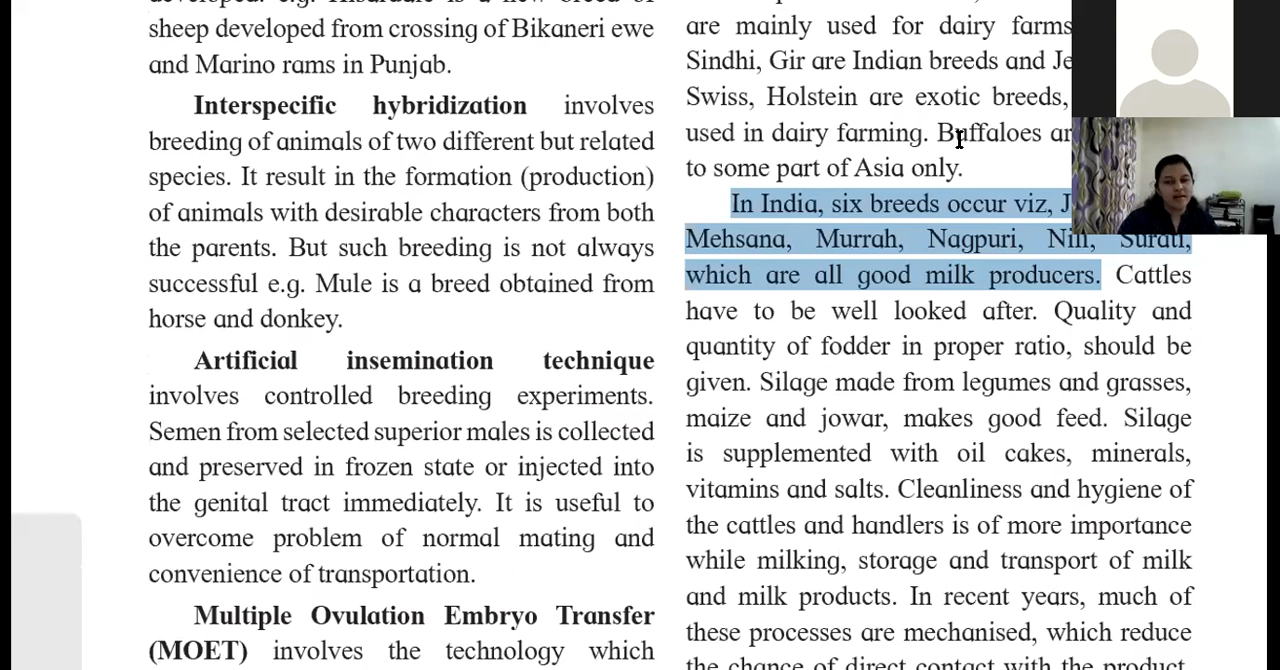 sheep developed from crossing of Bikaneri ewe
and Marino rams in Punjab.
Interspecific hybridization involves
breeding of animals of two different but related
species. It result in the formation (production)
of animals with desirable characters from both
the parents. But such breeding is not always
successful e.g. Mule is a breed obtained from
horse and donkey.
Artificial insemination technique
involves controlled breeding experiments.
Semen from selected superior males is collected
and preserved in frozen state or injected into
the genital tract immediately. It is useful to
overcome problem of normal mating and
convenience of transportation.
Multiple Ovulation Embryo Transfer
(MOET) involves the technology which
are mainly used for dairy farms
Sindhi, Gir are Indian breeds and
Swiss, Holstein are exotic breeds,
used in dairy farming. Buffaloes
to some part of Asia only.
In India, six breeds occur viz,
Mehsana, Murrah, Nagpuri, Nili, Surati,
which are all good milk producers. Cattles
have to be well looked after. Quality and
quantity of fodder in proper ratio, should be
given. Silage made from legumes and grasses,
maize and jowar, makes good feed. Silage
is supplemented with oil cakes, minerals,
vitamins and salts. Cleanliness and hygiene of
the cattles and handlers is of more importance
while milking, storage and transport of milk
and milk products. In recent years, much of
these processes are mechanised, which reduce
the chance of direct contact with the product.